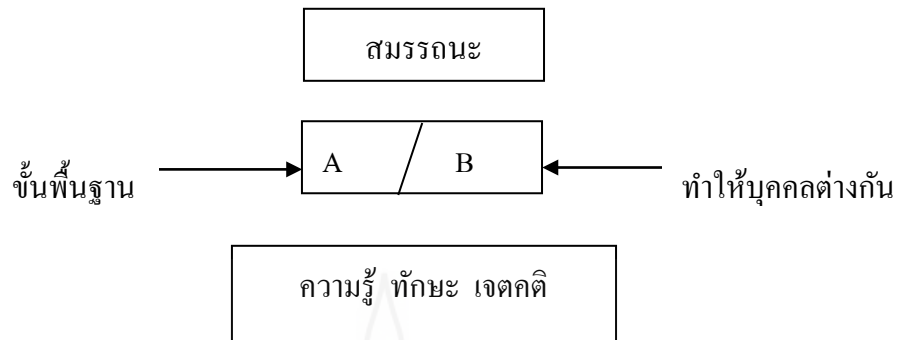 สมรรถนะ
ขั้นพื้นฐาน A / B ทำให้บุคคลต่างกัน
ความรู้ ทักษะ เจตคติ